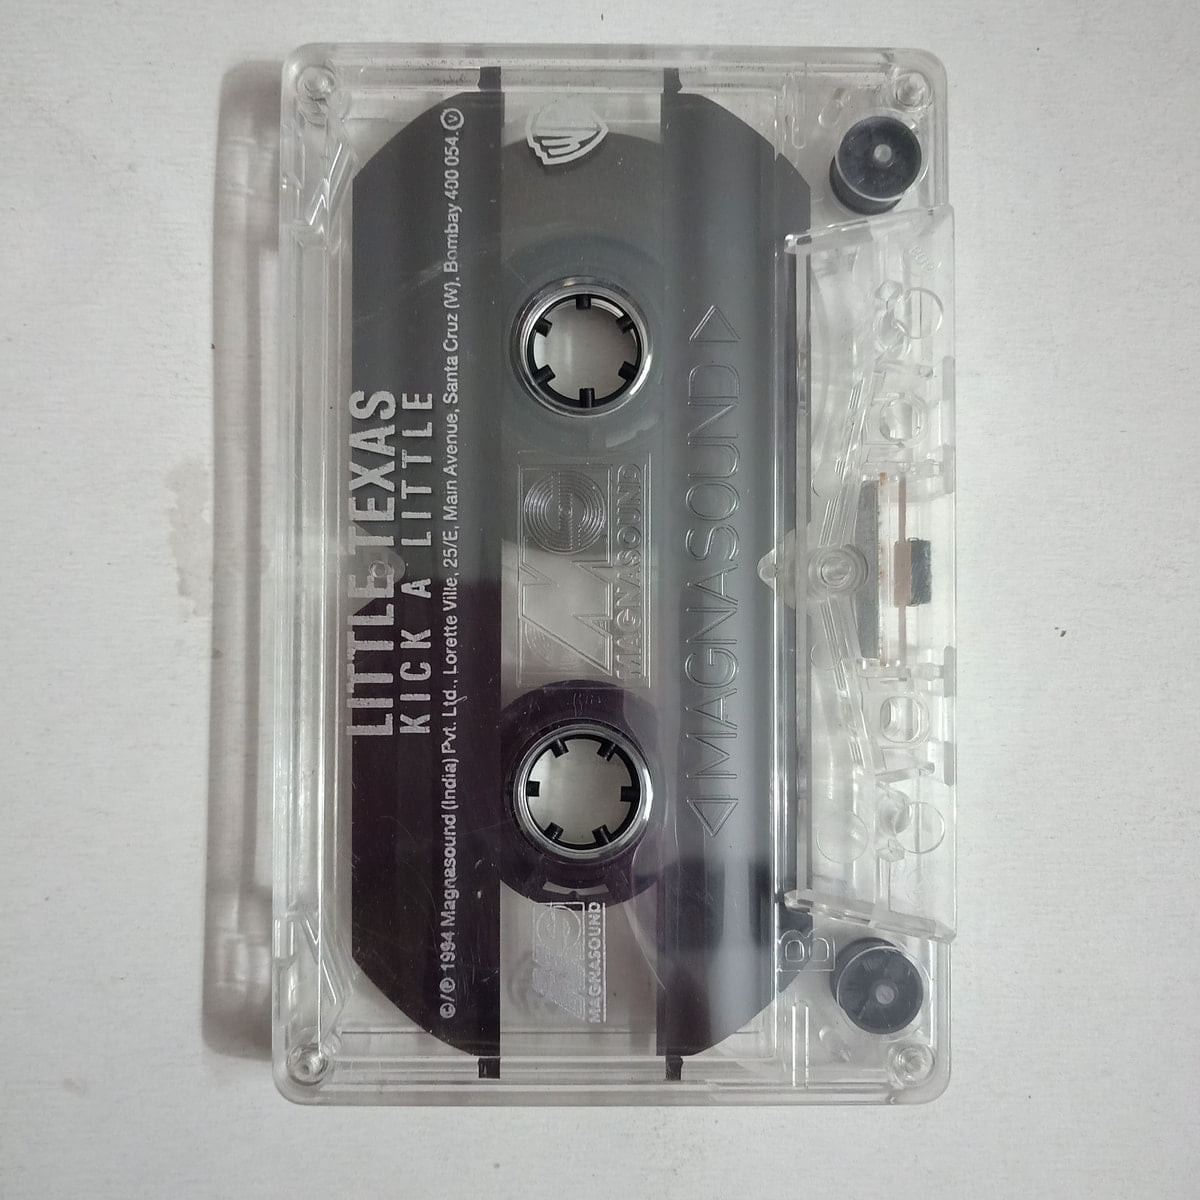 LITTLE TEXAS
KICK A LITTLE
©/℗ 1994 Magnasound (India) Pvt. Ltd., Lorette Ville, 25/E, Main Avenue, Santa Cruz (W), Bombay 400 054. Ⓥ
MAGNASOUND
MAGNASOUND
WB
MAGNASOUND
B